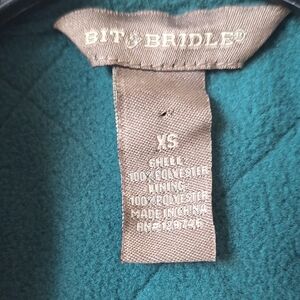 BIT & BRIDLE®
XS
SHELL
100% POLYESTER
LINING
100% POLYESTER
MADE IN CHINA